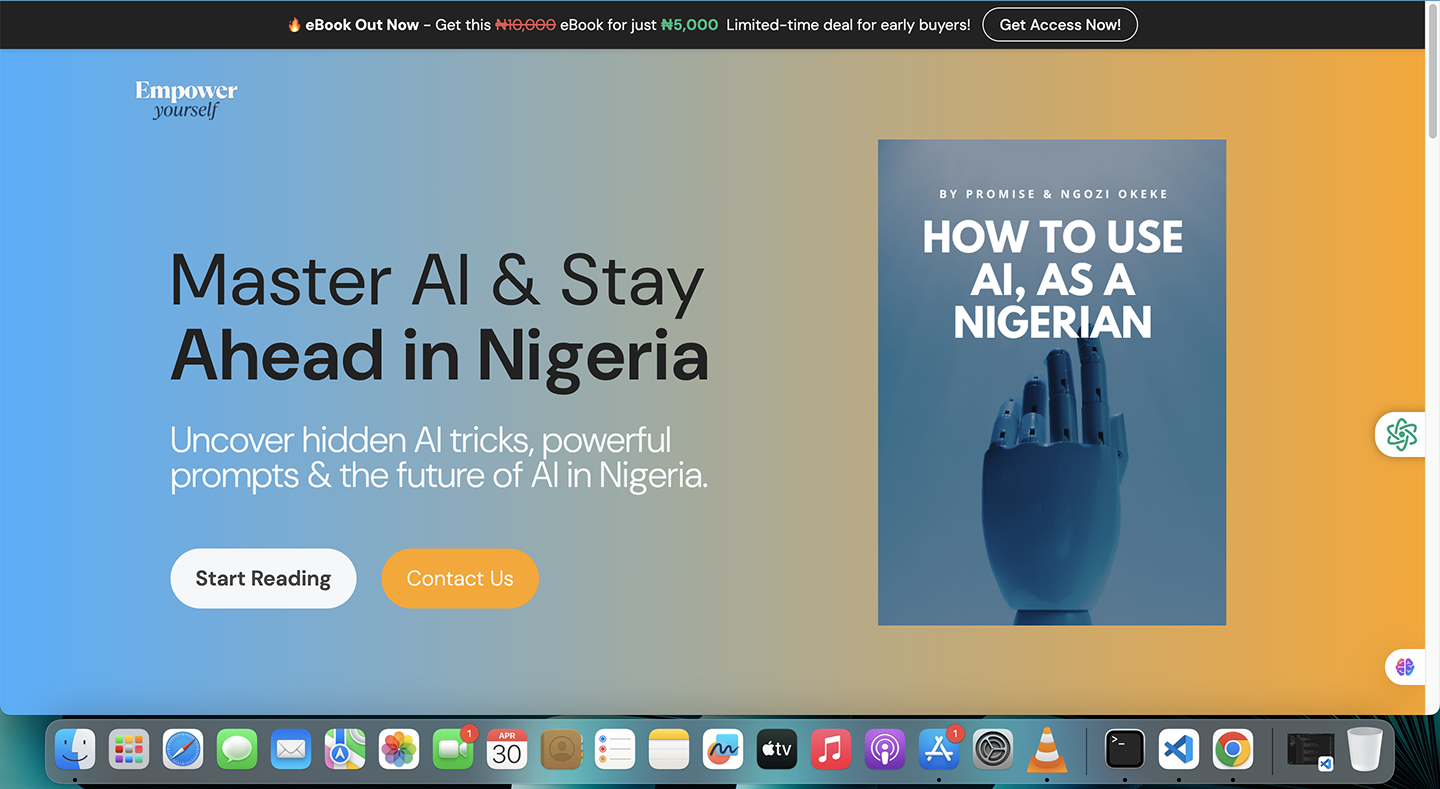 🔥 eBook Out Now - Get this ₦10,000 eBook for just ₦5,000 Limited-time deal for early buyers! Get Access Now!
Empower
yourself
Master AI & Stay
Ahead in Nigeria
Uncover hidden AI tricks, powerful
prompts & the future of AI in Nigeria.
Start Reading
Contact Us
BY PROMISE & NGOZI OKEKE
HOW TO USE
AI, AS A
NIGERIAN
1
APR
30
tv
1
>_